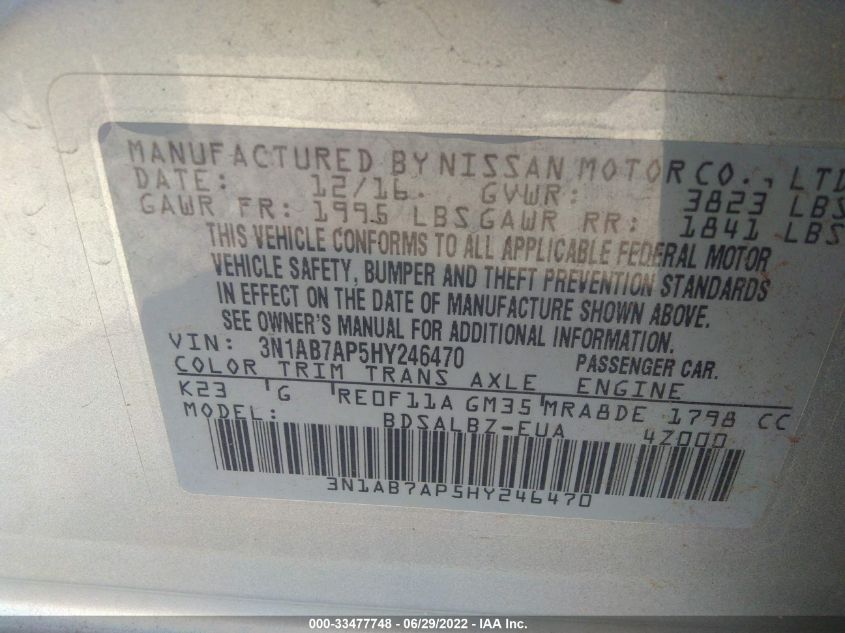 MANUFACTURED BY NISSAN MOTOR CO., LTD
DATE: 12/16 GVWR: 3823 LBS
GAWR FR: 1995 LBS GAWR RR: 1841 LBS
THIS VEHICLE CONFORMS TO ALL APPLICABLE FEDERAL MOTOR
VEHICLE SAFETY, BUMPER AND THEFT PREVENTION STANDARDS
IN EFFECT ON THE DATE OF MANUFACTURE SHOWN ABOVE.
SEE OWNER'S MANUAL FOR ADDITIONAL INFORMATION.
VIN: 3N1AB7AP5HY246470 PASSENGER CAR.
COLOR TRIM TRANS AXLE ENGINE
K23 G RE0F11A GM35 MRA8DE 1798 CC
MODEL: BDSALBZ-EUA 4Z000
3N1AB7AP5HY246470
000-33477748 - 06/29/2022 - IAA Inc.